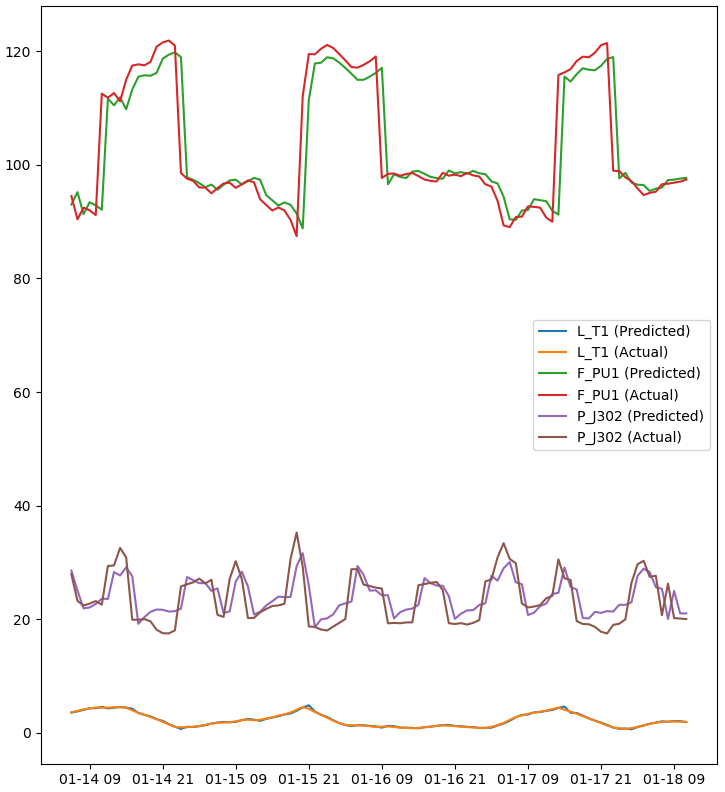 120
100
80
60
40
20
0
L_T1 (Predicted)
L_T1 (Actual)
F_PU1 (Predicted)
F_PU1 (Actual)
P_J302 (Predicted)
P_J302 (Actual)
01-14 09 01-14 21 01-15 09 01-15 21 01-16 09 01-16 21 01-17 09 01-17 21 01-18 09